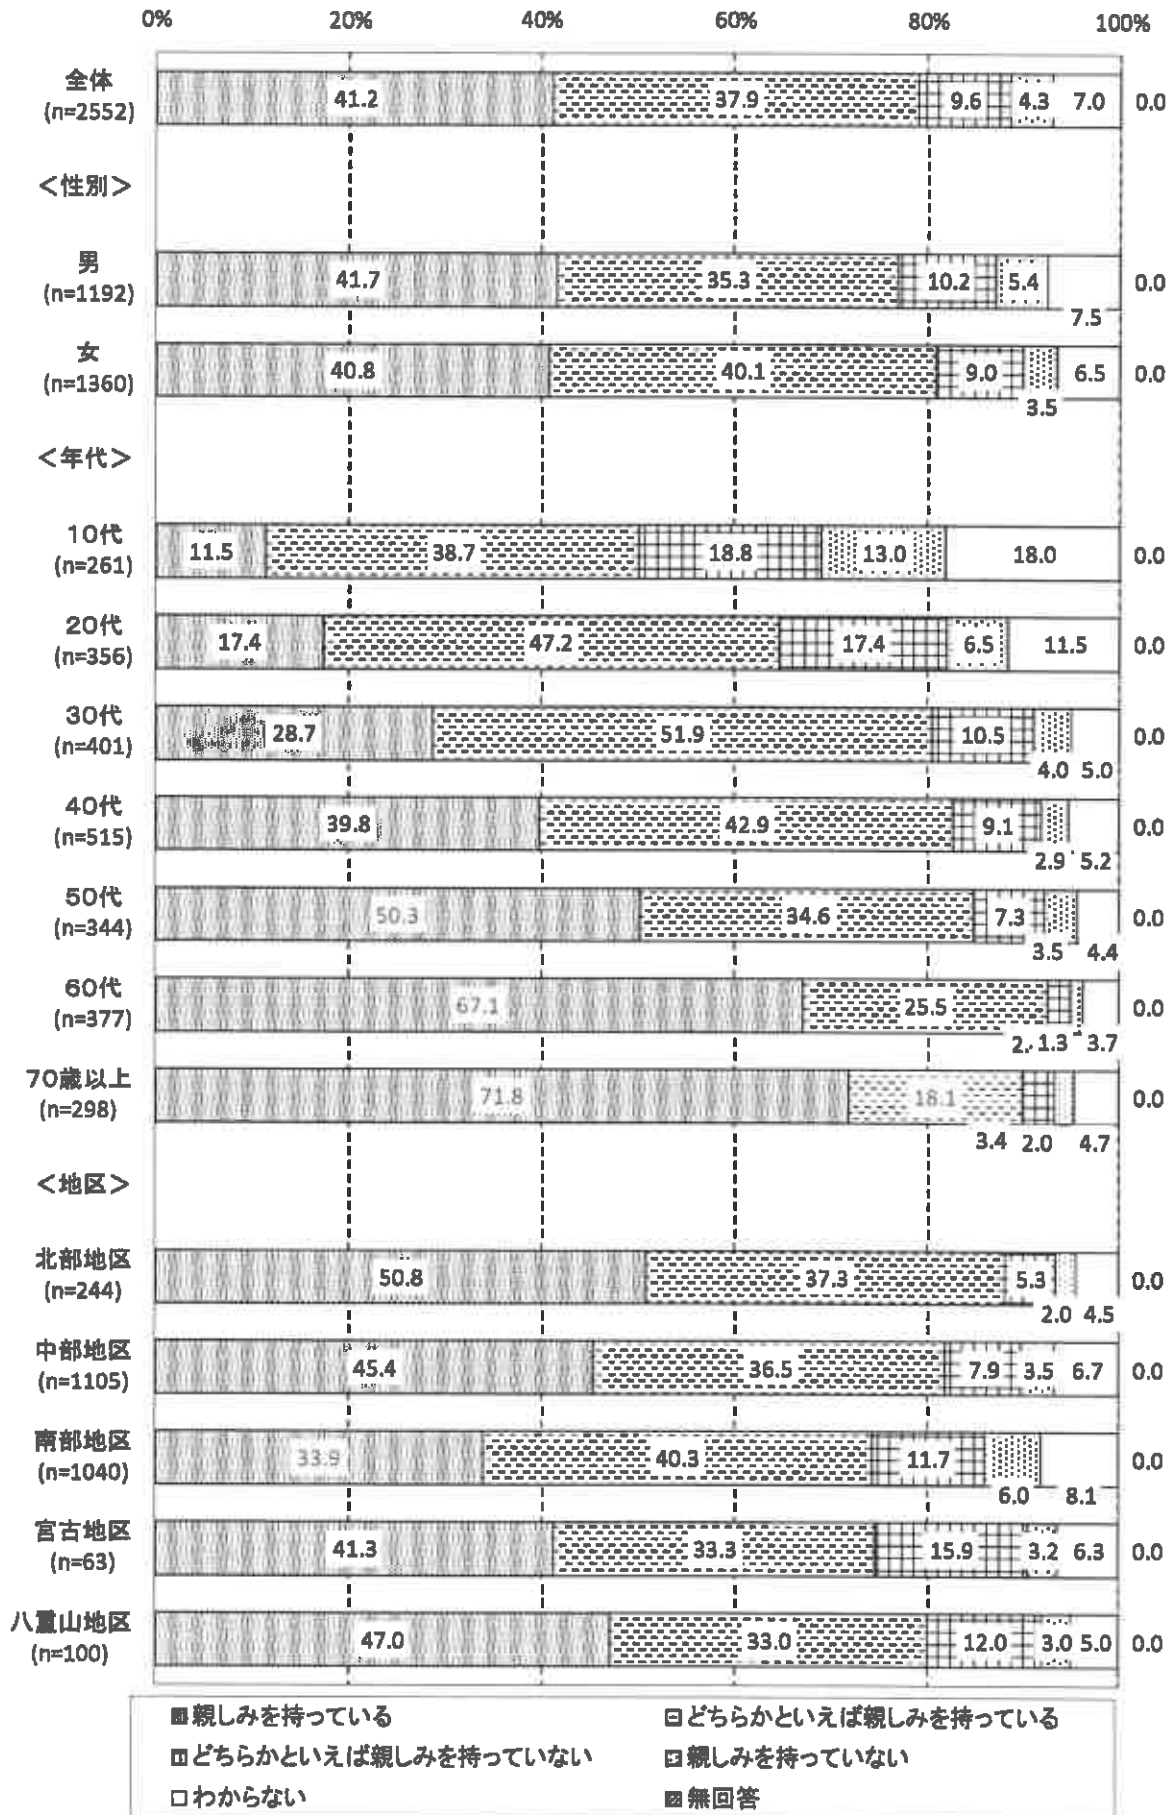 0% 20% 40% 60% 80% 100%
全体
(n=2552)
41.2 37.9 9.6 4.3 7.0 0.0
＜性別＞
男
(n=1192)
41.7 35.3 10.2 5.4 0.0
7.5
女
(n=1360)
40.8 40.1 9.0 6.5 0.0
3.5
＜年代＞
10代
(n=261)
11.5 38.7 18.8 13.0 18.0 0.0
20代
(n=356)
17.4 47.2 17.4 6.5 11.5 0.0
30代
(n=401)
28.7 51.9 10.5 0.0
4.0 5.0
40代
(n=515)
39.8 42.9 9.1 0.0
2.9 5.2
50代
(n=344)
50.3 34.6 7.3 0.0
3.5 4.4
60代
(n=377)
67.1 25.5 0.0
1.3 3.7
70歳以上
(n=298)
71.8 18.1 0.0
3.4 2.0 4.7
＜地区＞
北部地区
(n=244)
50.8 37.3 5.3 0.0
2.0 4.5
中部地区
(n=1105)
45.4 36.5 7.9 3.5 6.7 0.0
南部地区
(n=1040)
33.9 40.3 11.7 0.0
6.0 8.1
宮古地区
(n=63)
41.3 33.3 15.9 3.2 6.3 0.0
八重山地区
(n=100)
47.0 33.0 12.0 3.0 5.0 0.0
親しみを持っている どちらかといえば親しみを持っている
どちらかといえば親しみを持っていない 親しみを持っていない
わからない 無回答